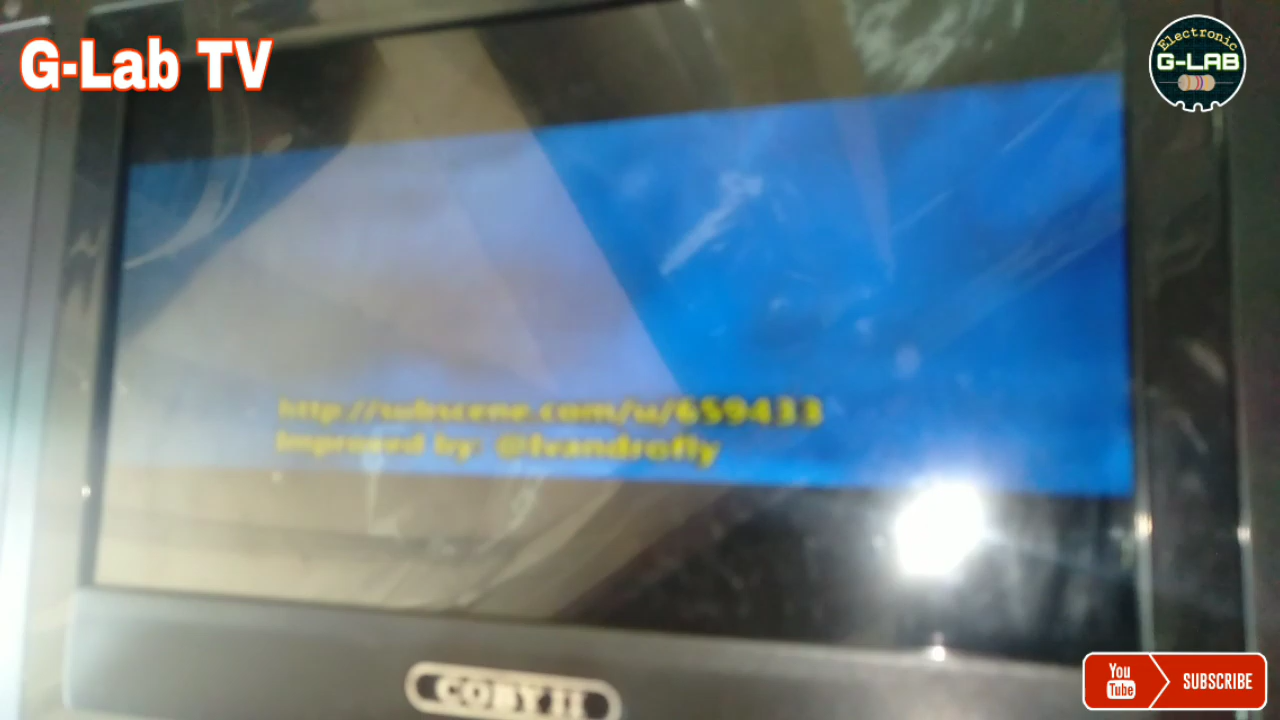 G-Lab TV
Electronic
G-LAB
http://subscene.com/u/659433
Improved by: @Ivandrofly
COBY
You
Tube
SUBSCRIBE